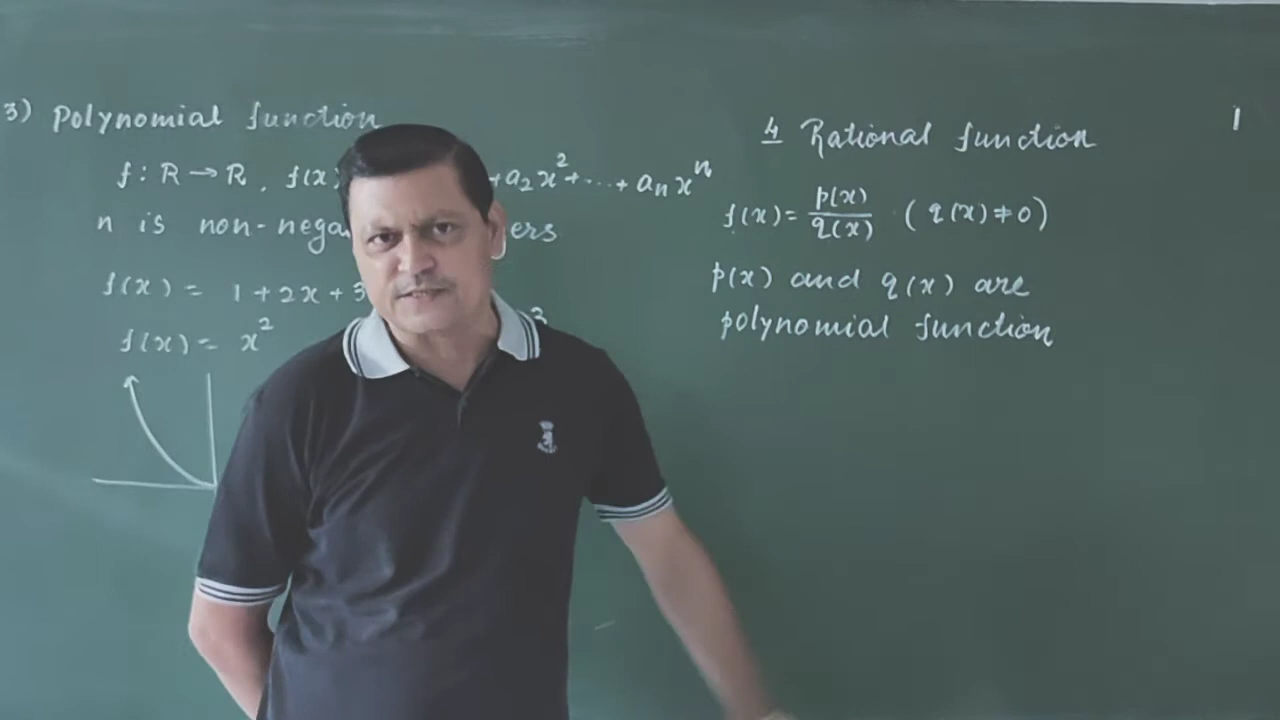 3) Polynomial function
f : R → R , f(x) +a₂x²+···+ aₙxⁿ
n is non-nega ers
f(x) = 1+2x+3
f(x) = x² 3
4 Rational function
f(x) = p(x)/q(x) (q(x)≠0)
p(x) and q(x) are
polynomial function
1